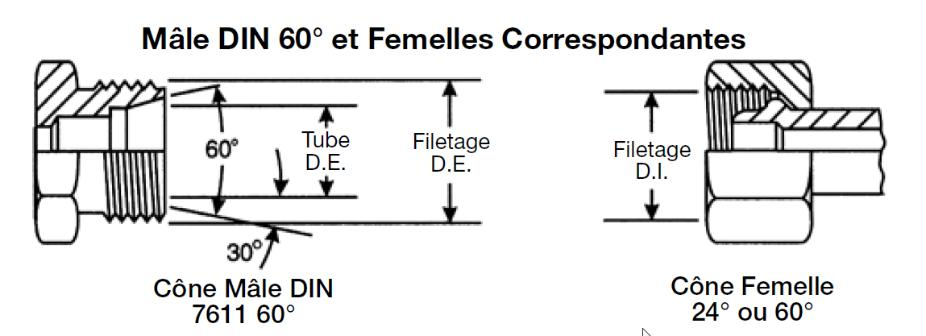 Mâle DIN 60° et Femelles Correspondantes
60°
Tube
D.E.
Filetage
D.E.
30°
Filetage
D.I.
Cône Mâle DIN
7611 60°
Cône Femelle
24° ou 60°